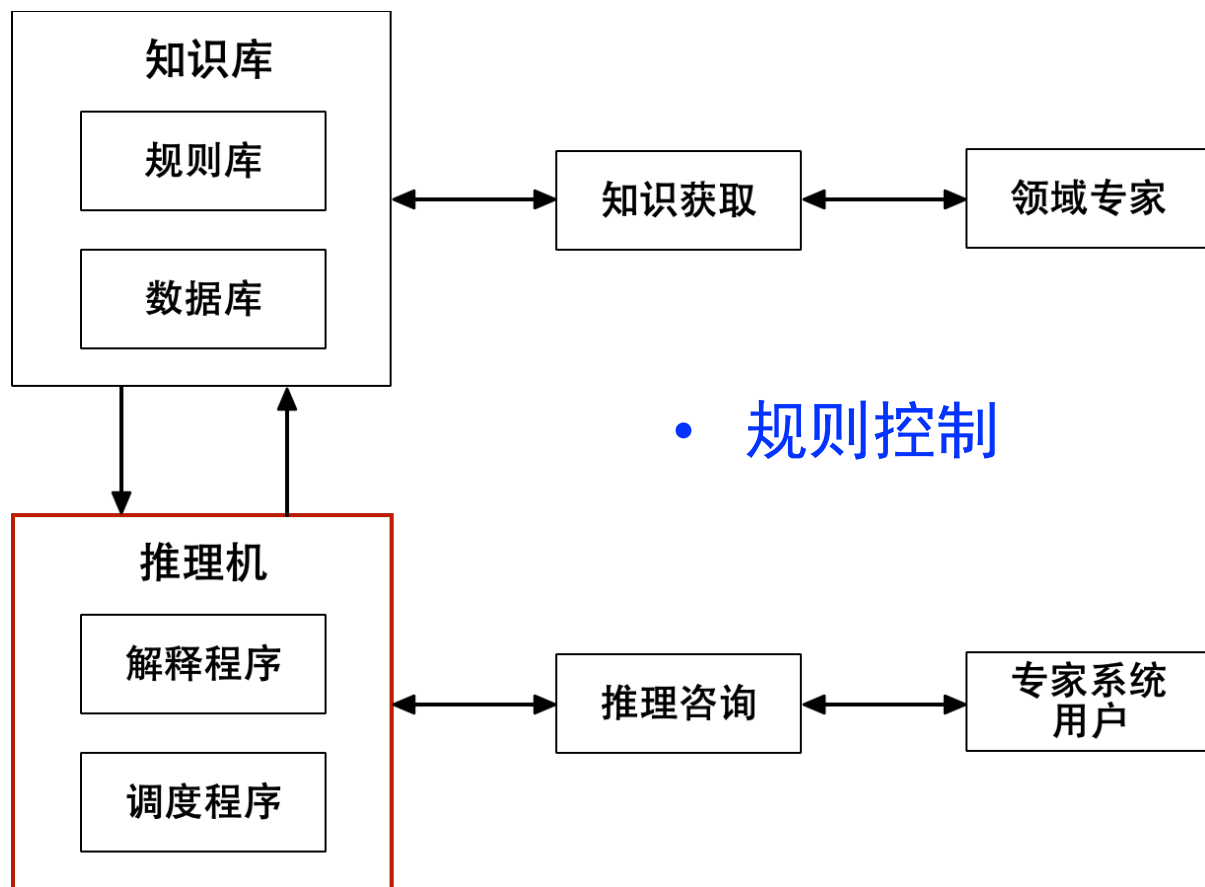 知识库
规则库
知识获取
领域专家
数据库
• 规则控制
推理机
解释程序
推理咨询
专家系统
用户
调度程序